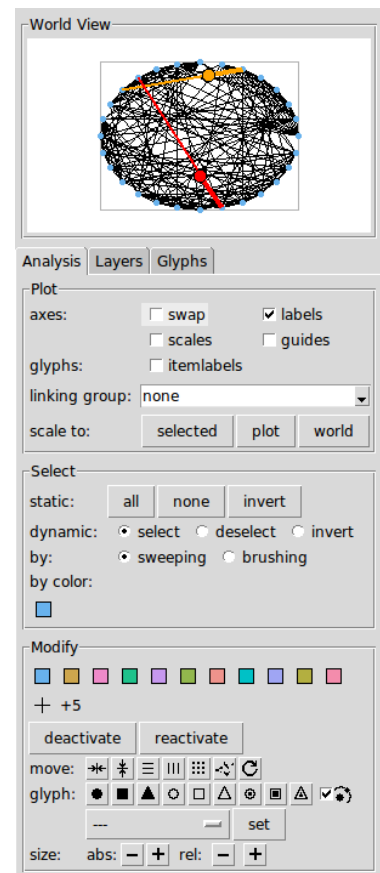 World View
Analysis Layers Glyphs
Plot
axes: swap labels
scales guides
glyphs: itemlabels
linking group: none
scale to: selected plot world
Select
static: all none invert
dynamic: select deselect invert
by: sweeping brushing
by color:
Modify
+5
deactivate reactivate
move:
glyph:
--- set
size: abs: − + rel: − +